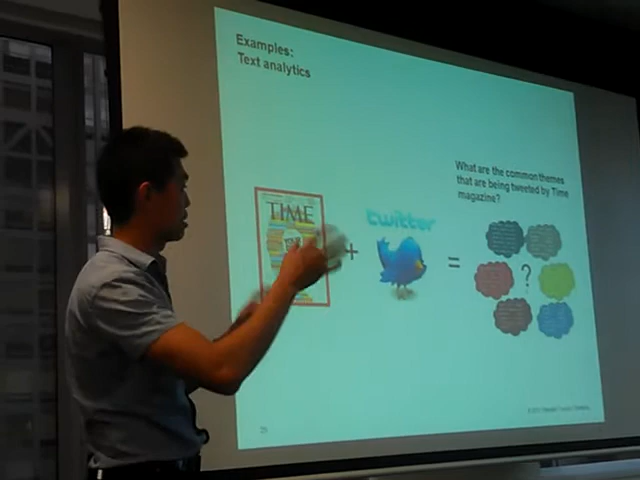 Examples:
Text analytics
What are the common themes
that are being tweeted by Time
magazine?
TIME
+
twitter
=
?